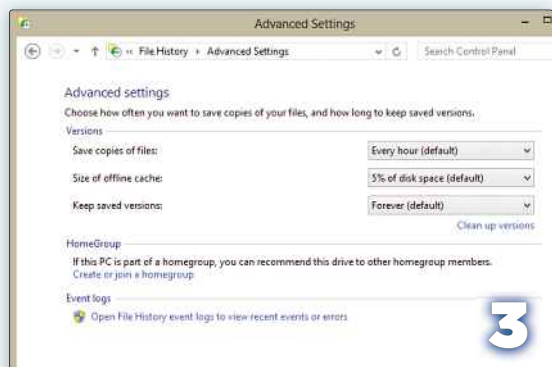 Advanced Settings
« File History › Advanced Settings
Search Control Panel
Advanced settings
Choose how often you want to save copies of your files, and how long to keep saved versions.
Versions
Save copies of files: Every hour (default)
Size of offline cache: 5% of disk space (default)
Keep saved versions: Forever (default)
Clean up versions
HomeGroup
If this PC is part of a homegroup, you can recommend this drive to other homegroup members.
Create or join a homegroup
Event logs
Open File History event logs to view recent events or errors
3